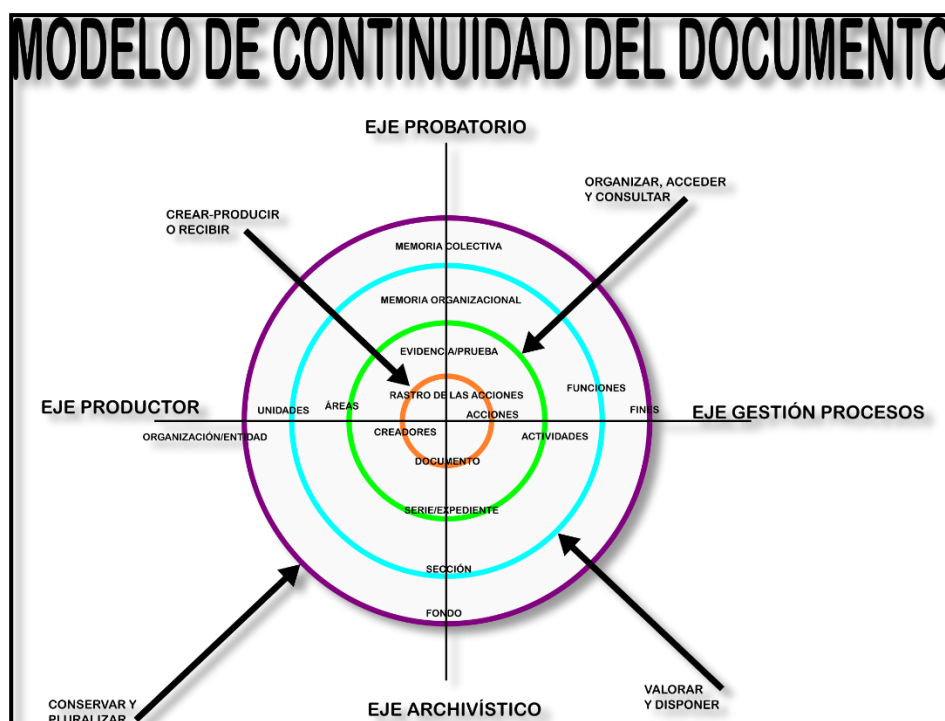 MODELO DE CONTINUIDAD DEL DOCUMENTO
EJE PROBATORIO
ORGANIZAR, ACCEDER
Y CONSULTAR
CREAR-PRODUCIR
O RECIBIR
MEMORIA COLECTIVA
MEMORIA ORGANIZACIONAL
EVIDENCIA/PRUEBA
FUNCIONES
RASTRO DE LAS ACCIONES
EJE PRODUCTOR
UNIDADES
ÁREAS
ACCIONES
FINES
EJE GESTIÓN PROCESOS
ORGANIZACIÓN/ENTIDAD
CREADORES
ACTIVIDADES
DOCUMENTO
SERIE/EXPEDIENTE
SECCIÓN
FONDO
CONSERVAR Y
PLURALIZAR
EJE ARCHIVÍSTICO
VALORAR
Y DISPONER